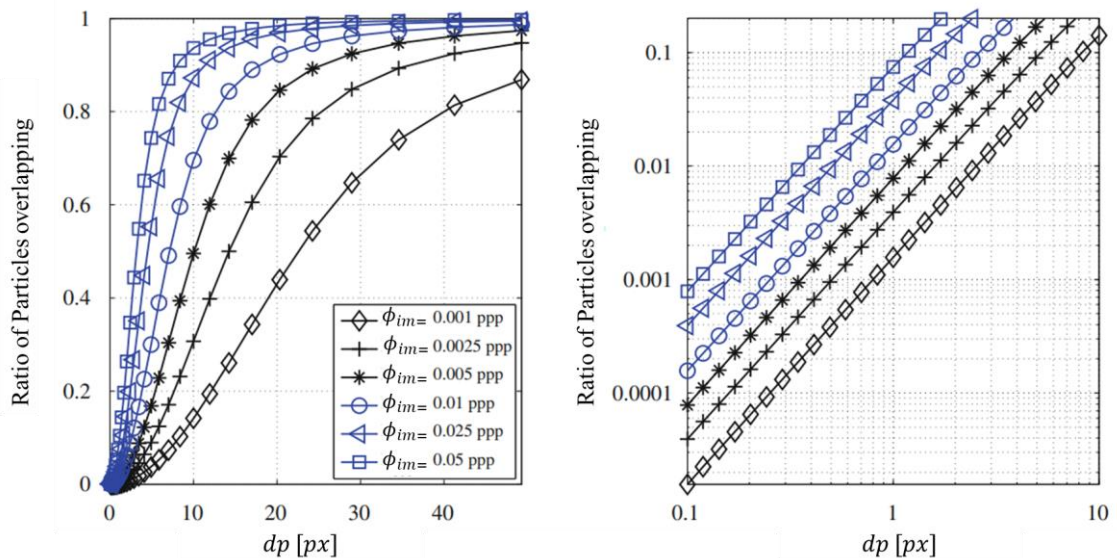 Ratio of Particles overlapping
1
0.8
0.6
0.4
0.2
0
0 10 20 30 40
dp [px]
ϕim= 0.001 ppp
ϕim= 0.0025 ppp
ϕim= 0.005 ppp
ϕim= 0.01 ppp
ϕim= 0.025 ppp
ϕim= 0.05 ppp
Ratio of Particles overlapping
0.1
0.01
0.001
0.0001
0.1 1 10
dp [px]